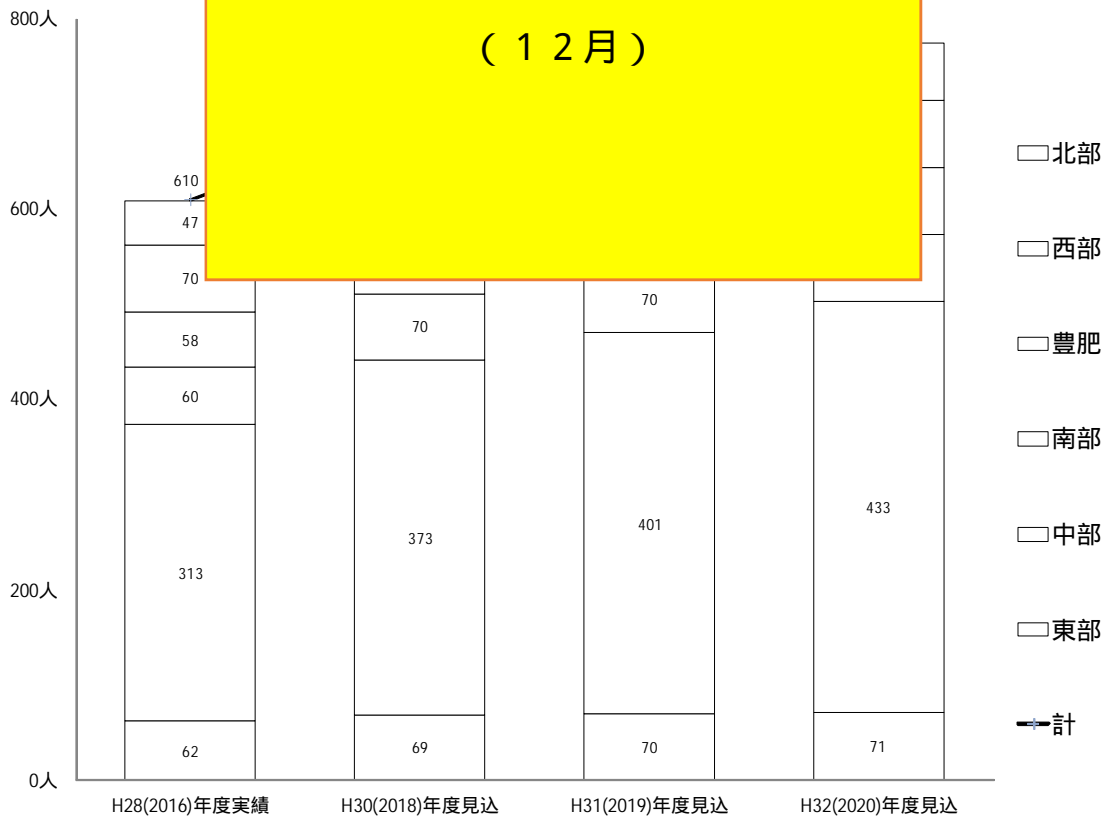 800人
(12月)
610
600人
47
70
58
60
400人
313
200人
62
0人
70
373
69
70
401
70
433
71
H28(2016)年度実績
H30(2018)年度見込
H31(2019)年度見込
H32(2020)年度見込
北部
西部
豊肥
南部
中部
東部
計